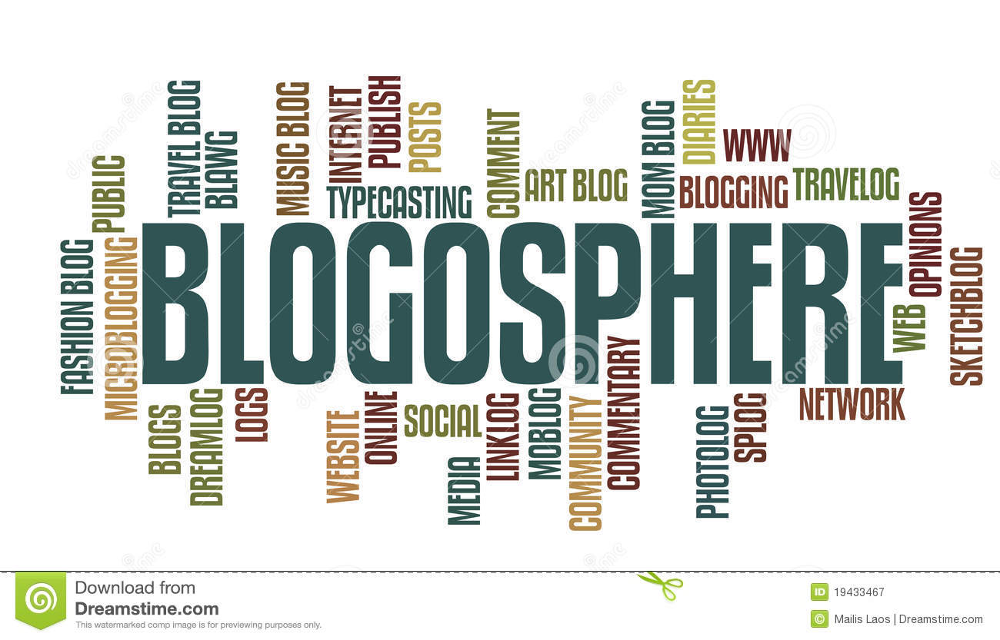 TRAVEL BLOG
BLAWG
MUSIC BLOG
INTERNET
PUBLISH
POSTS
COMMENT
MOM BLOG
DIARIES
WWW
PUBLIC
TYPECASTING
ART BLOG
BLOGGING
TRAVELOG
OPINIONS
FASHION BLOG
MICROBLOGGING
BLOGOSPHERE
WEB
SKETCHBLOG
BLOGS
DREAMLOG
LOGS
WEBSITE
ONLINE
SOCIAL
MEDIA
LINKLOG
MOBLOG
COMMUNITY
COMMENTARY
PHOTOLOG
SPLOG
NETWORK
Download from
Dreamstime.com
This watermarked comp image is for previewing purposes only.
ID 19433467
© Mailis Laos | Dreamstime.com